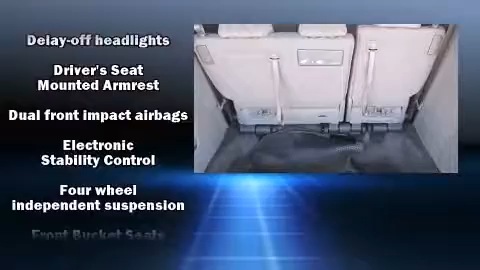 Delay-off headlights
Driver's Seat
Mounted Armrest
Dual front impact airbags
Electronic
Stability Control
Four wheel
independent suspension
Front Bucket Seats